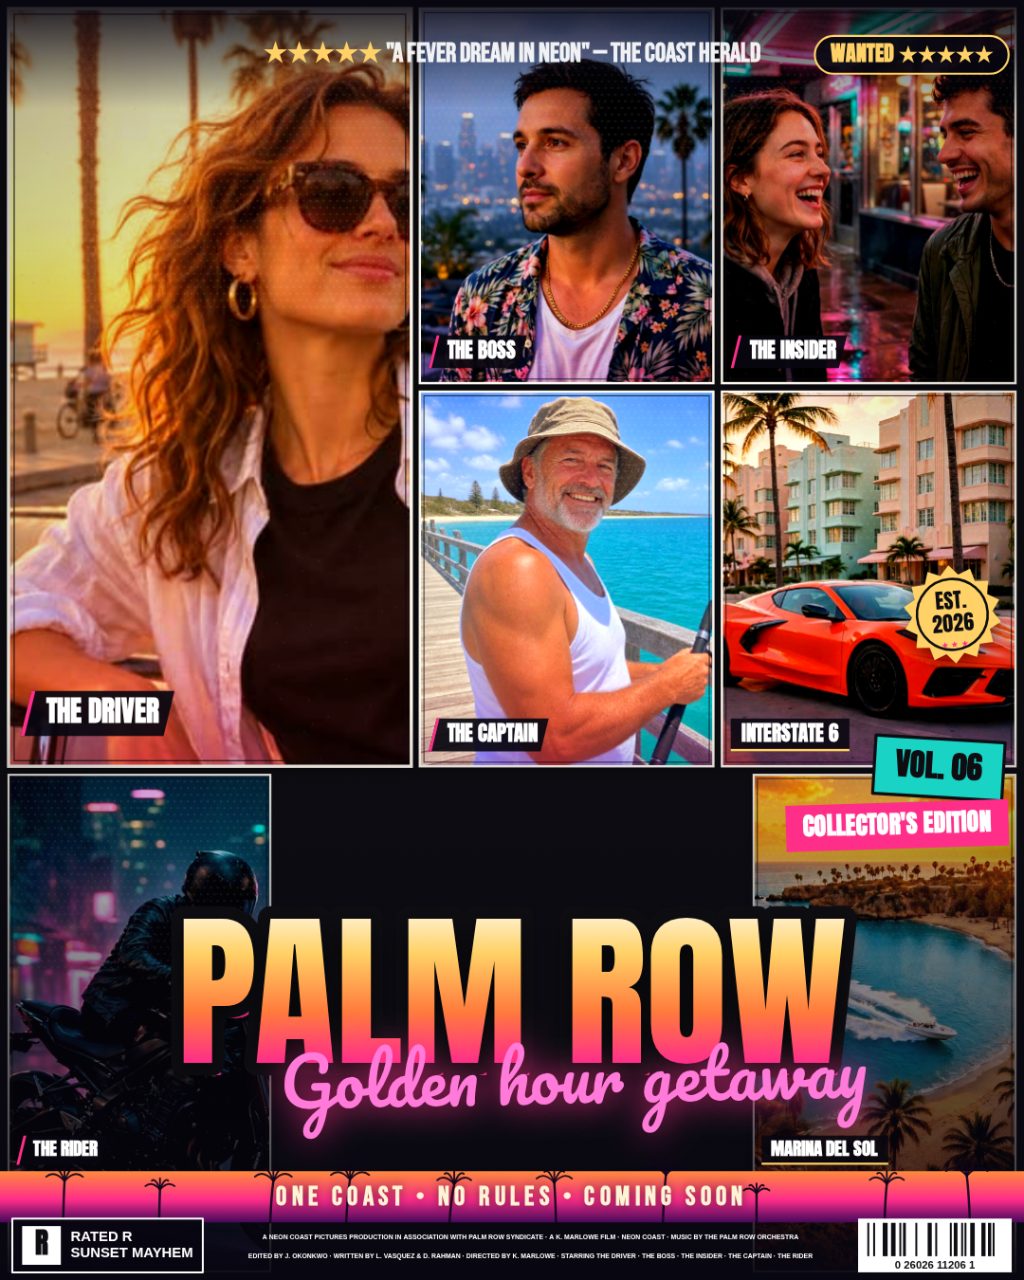 ★★★★★ "A FEVER DREAM IN NEON" — THE COAST HERALD
WANTED ★★★★★
THE BOSS
THE INSIDER
THE DRIVER
THE CAPTAIN
EST.
2026
INTERSTATE 6
VOL. 06
COLLECTOR'S EDITION
PALM ROW
Golden hour getaway
THE RIDER
MARINA DEL SOL
ONE COAST • NO RULES • COMING SOON
R
RATED R
SUNSET MAYHEM
A NEON COAST PICTURES PRODUCTION IN ASSOCIATION WITH PALM ROW SYNDICATE · A K. MARLOWE FILM · NEON COAST · MUSIC BY THE PALM ROW ORCHESTRA
EDITED BY J. OKONKWO · WRITTEN BY L. VASQUEZ & D. RAHMAN · DIRECTED BY K. MARLOWE · STARRING THE DRIVER · THE BOSS · THE INSIDER · THE CAPTAIN · THE RIDER
0 26026 11206 1